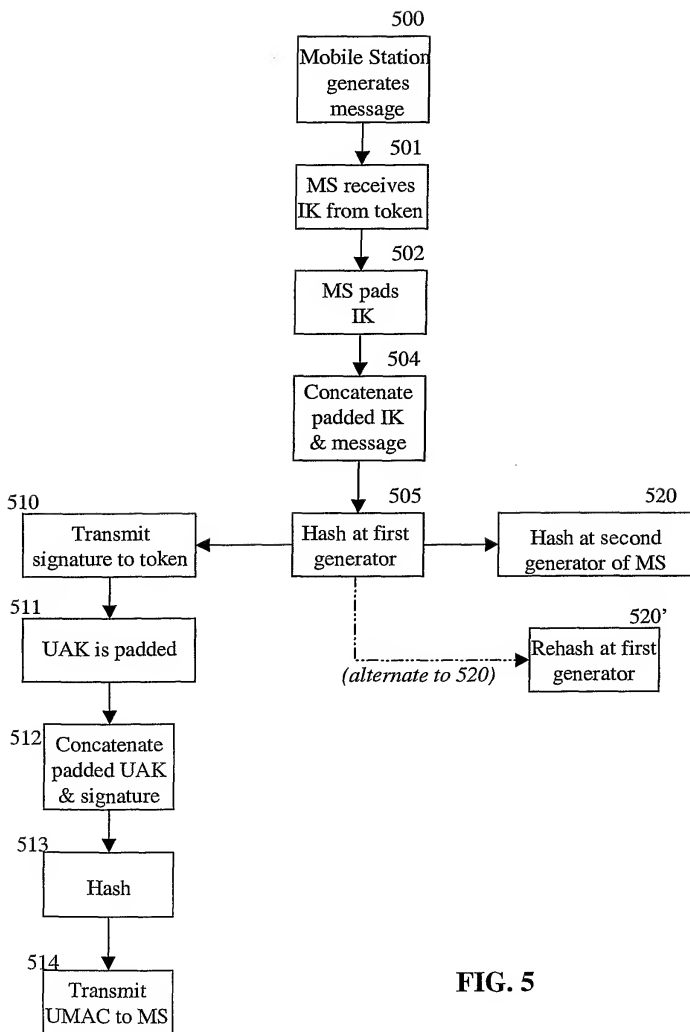 500
Mobile Station
generates
message
501
MS receives
IK from token
502
MS pads
IK
504
Concatenate
padded IK
& message
505
Hash at first
generator
510
Transmit
signature to token
520
Hash at second
generator of MS
511
UAK is padded
520’
Rehash at first
generator
(alternate to 520)
512
Concatenate
padded UAK
& signature
513
Hash
514
Transmit
UMAC to MS
FIG. 5